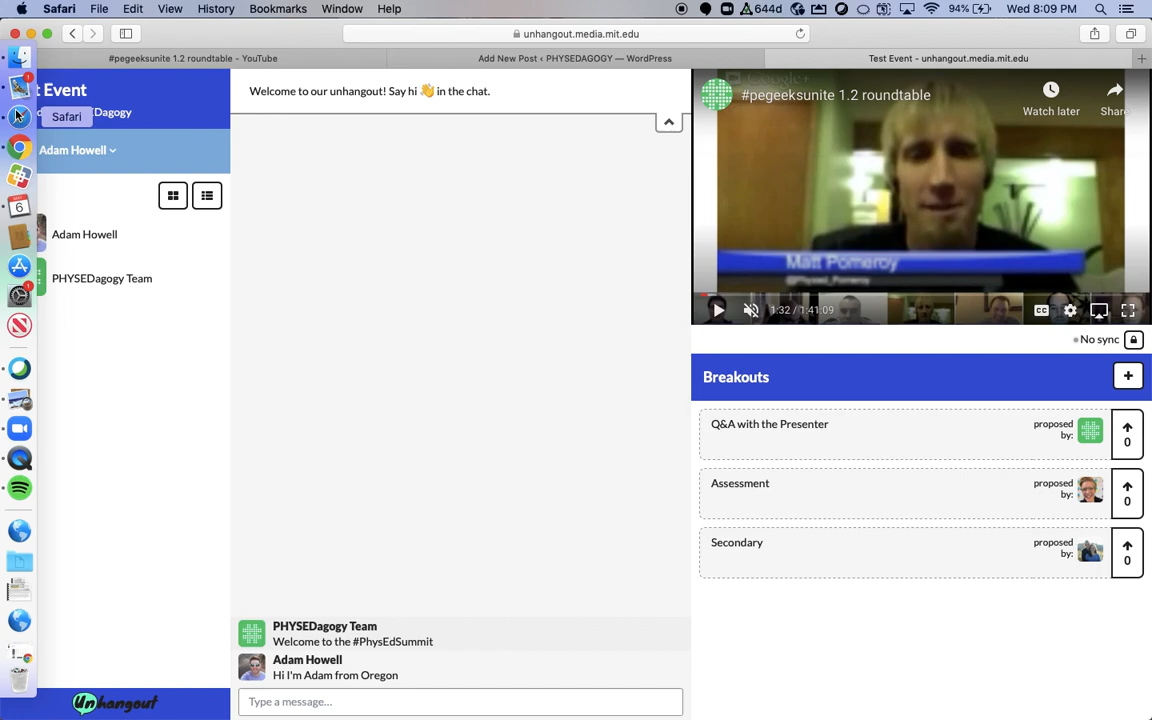 Safari File Edit View History Bookmarks Window Help 644d 94% Wed 8:09 PM
unhangout.media.mit.edu
#pegeeksunite 1.2 roundtable - YouTube
Add New Post ‹ PHYSEDAGOGY — WordPress
Test Event - unhangout.media.mit.edu
t Event
Dagogy
Safari
Adam Howell
Adam Howell
PHYSEDagogy Team
6
Welcome to our unhangout! Say hi 👋 in the chat.
PHYSEDagogy Team
Welcome to the #PhysEdSummit
Adam Howell
Hi I'm Adam from Oregon
Type a message...
Unhangout
#pegeeksunite 1.2 roundtable
Watch later
Share
Matt Pomeroy
1:32 / 1:41:09
CC
No sync
Breakouts
+
Q&A with the Presenter
proposed by:
0
Assessment
proposed by:
0
Secondary
proposed by:
0